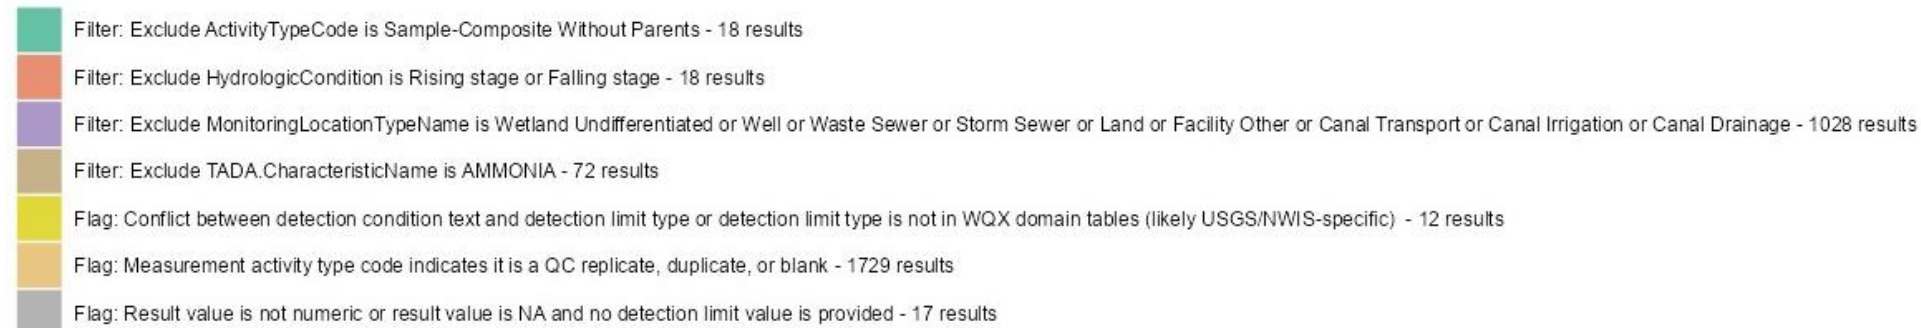 Filter: Exclude ActivityTypeCode is Sample-Composite Without Parents - 18 results
Filter: Exclude HydrologicCondition is Rising stage or Falling stage - 18 results
Filter: Exclude MonitoringLocationTypeName is Wetland Undifferentiated or Well or Waste Sewer or Storm Sewer or Land or Facility Other or Canal Transport or Canal Irrigation or Canal Drainage - 1028 results
Filter: Exclude TADA.CharacteristicName is AMMONIA - 72 results
Flag: Conflict between detection condition text and detection limit type or detection limit type is not in WQX domain tables (likely USGS/NWIS-specific) - 12 results
Flag: Measurement activity type code indicates it is a QC replicate, duplicate, or blank - 1729 results
Flag: Result value is not numeric or result value is NA and no detection limit value is provided - 17 results